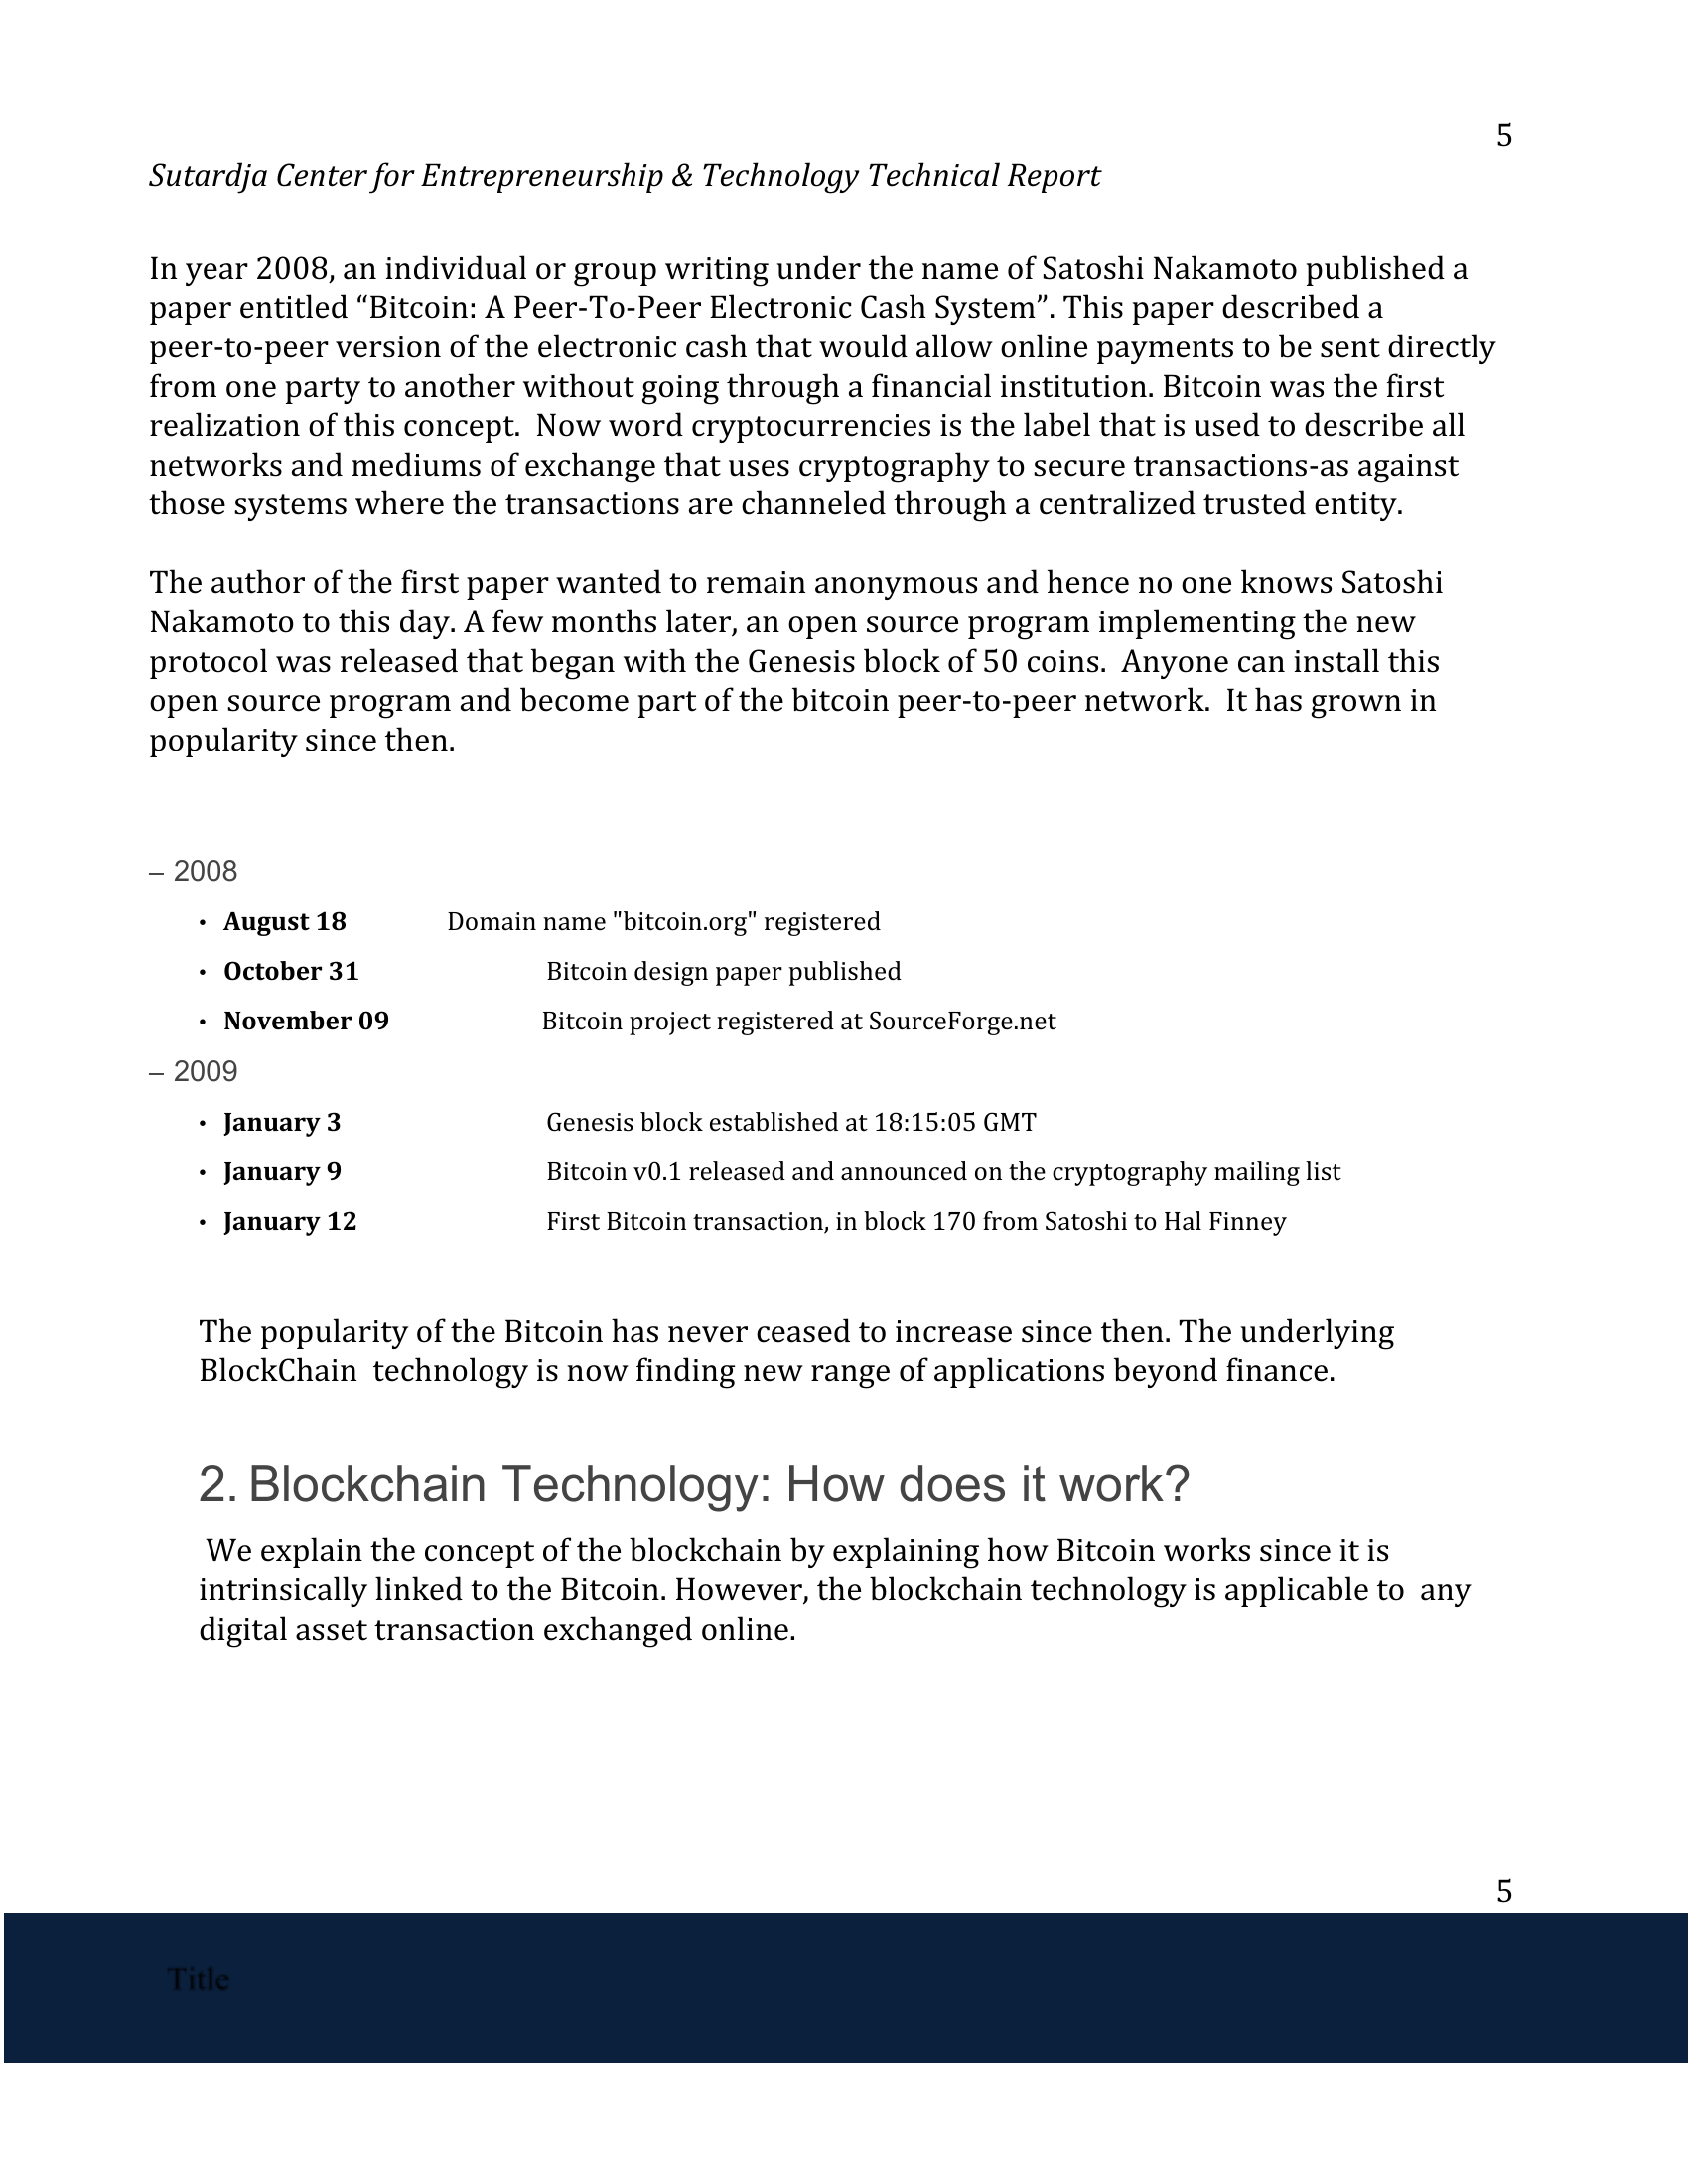 5
Sutardja Center for Entrepreneurship & Technology Technical Report
In year 2008, an individual or group writing under the name of Satoshi Nakamoto published a
paper entitled “Bitcoin: A Peer-To-Peer Electronic Cash System”. This paper described a
peer-to-peer version of the electronic cash that would allow online payments to be sent directly
from one party to another without going through a financial institution. Bitcoin was the first
realization of this concept.  Now word cryptocurrencies is the label that is used to describe all
networks and mediums of exchange that uses cryptography to secure transactions-as against
those systems where the transactions are channeled through a centralized trusted entity.
The author of the first paper wanted to remain anonymous and hence no one knows Satoshi
Nakamoto to this day. A few months later, an open source program implementing the new
protocol was released that began with the Genesis block of 50 coins.  Anyone can install this
open source program and become part of the bitcoin peer-to-peer network.  It has grown in
popularity since then.
– 2008
• August 18 Domain name "bitcoin.org" registered
• October 31 Bitcoin design paper published
• November 09 Bitcoin project registered at SourceForge.net
– 2009
• January 3 Genesis block established at 18:15:05 GMT
• January 9 Bitcoin v0.1 released and announced on the cryptography mailing list
• January 12 First Bitcoin transaction, in block 170 from Satoshi to Hal Finney
The popularity of the Bitcoin has never ceased to increase since then. The underlying
BlockChain  technology is now finding new range of applications beyond finance.
2. Blockchain Technology: How does it work?
We explain the concept of the blockchain by explaining how Bitcoin works since it is
intrinsically linked to the Bitcoin. However, the blockchain technology is applicable to  any
digital asset transaction exchanged online.
5
Title